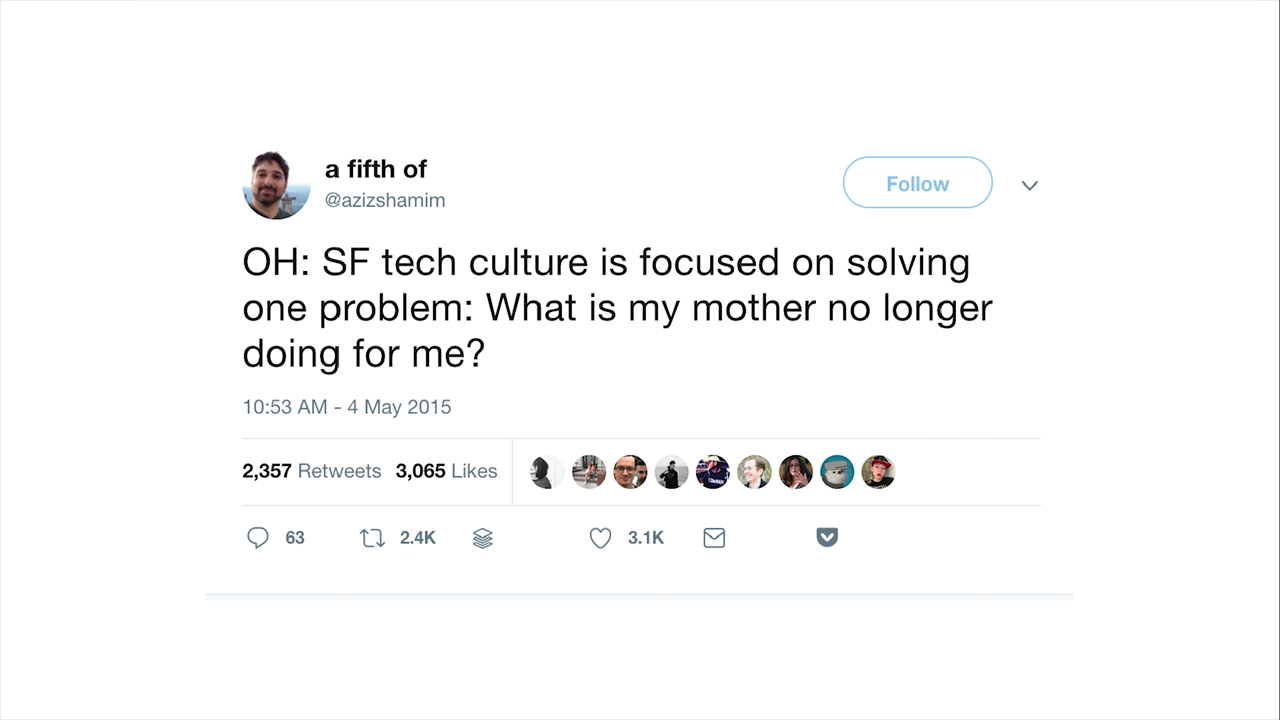 a fifth of
@azizshamim
Follow
OH: SF tech culture is focused on solving
one problem: What is my mother no longer
doing for me?
10:53 AM - 4 May 2015
2,357 Retweets 3,065 Likes
63 2.4K 3.1K